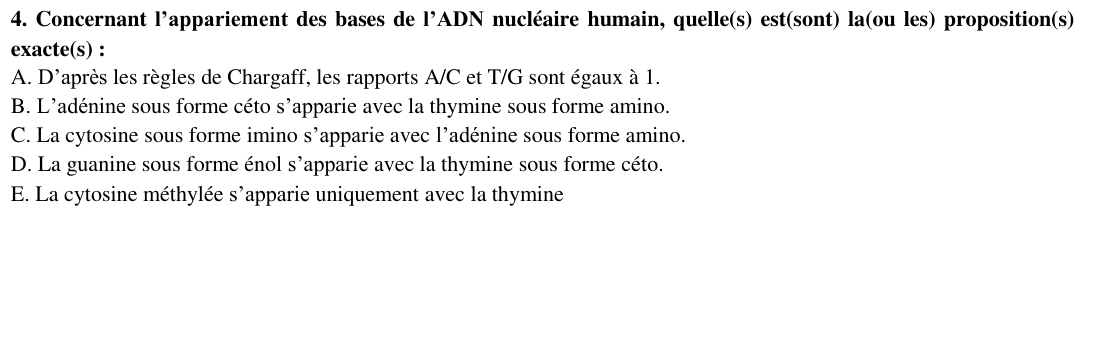 4. Concernant l’appariement des bases de l’ADN nucléaire humain, quelle(s) est(sont) la(ou les) proposition(s)
exacte(s) :
A. D’après les règles de Chargaff, les rapports A/C et T/G sont égaux à 1.
B. L’adénine sous forme céto s’apparie avec la thymine sous forme amino.
C. La cytosine sous forme imino s’apparie avec l’adénine sous forme amino.
D. La guanine sous forme énol s’apparie avec la thymine sous forme céto.
E. La cytosine méthylée s’apparie uniquement avec la thymine